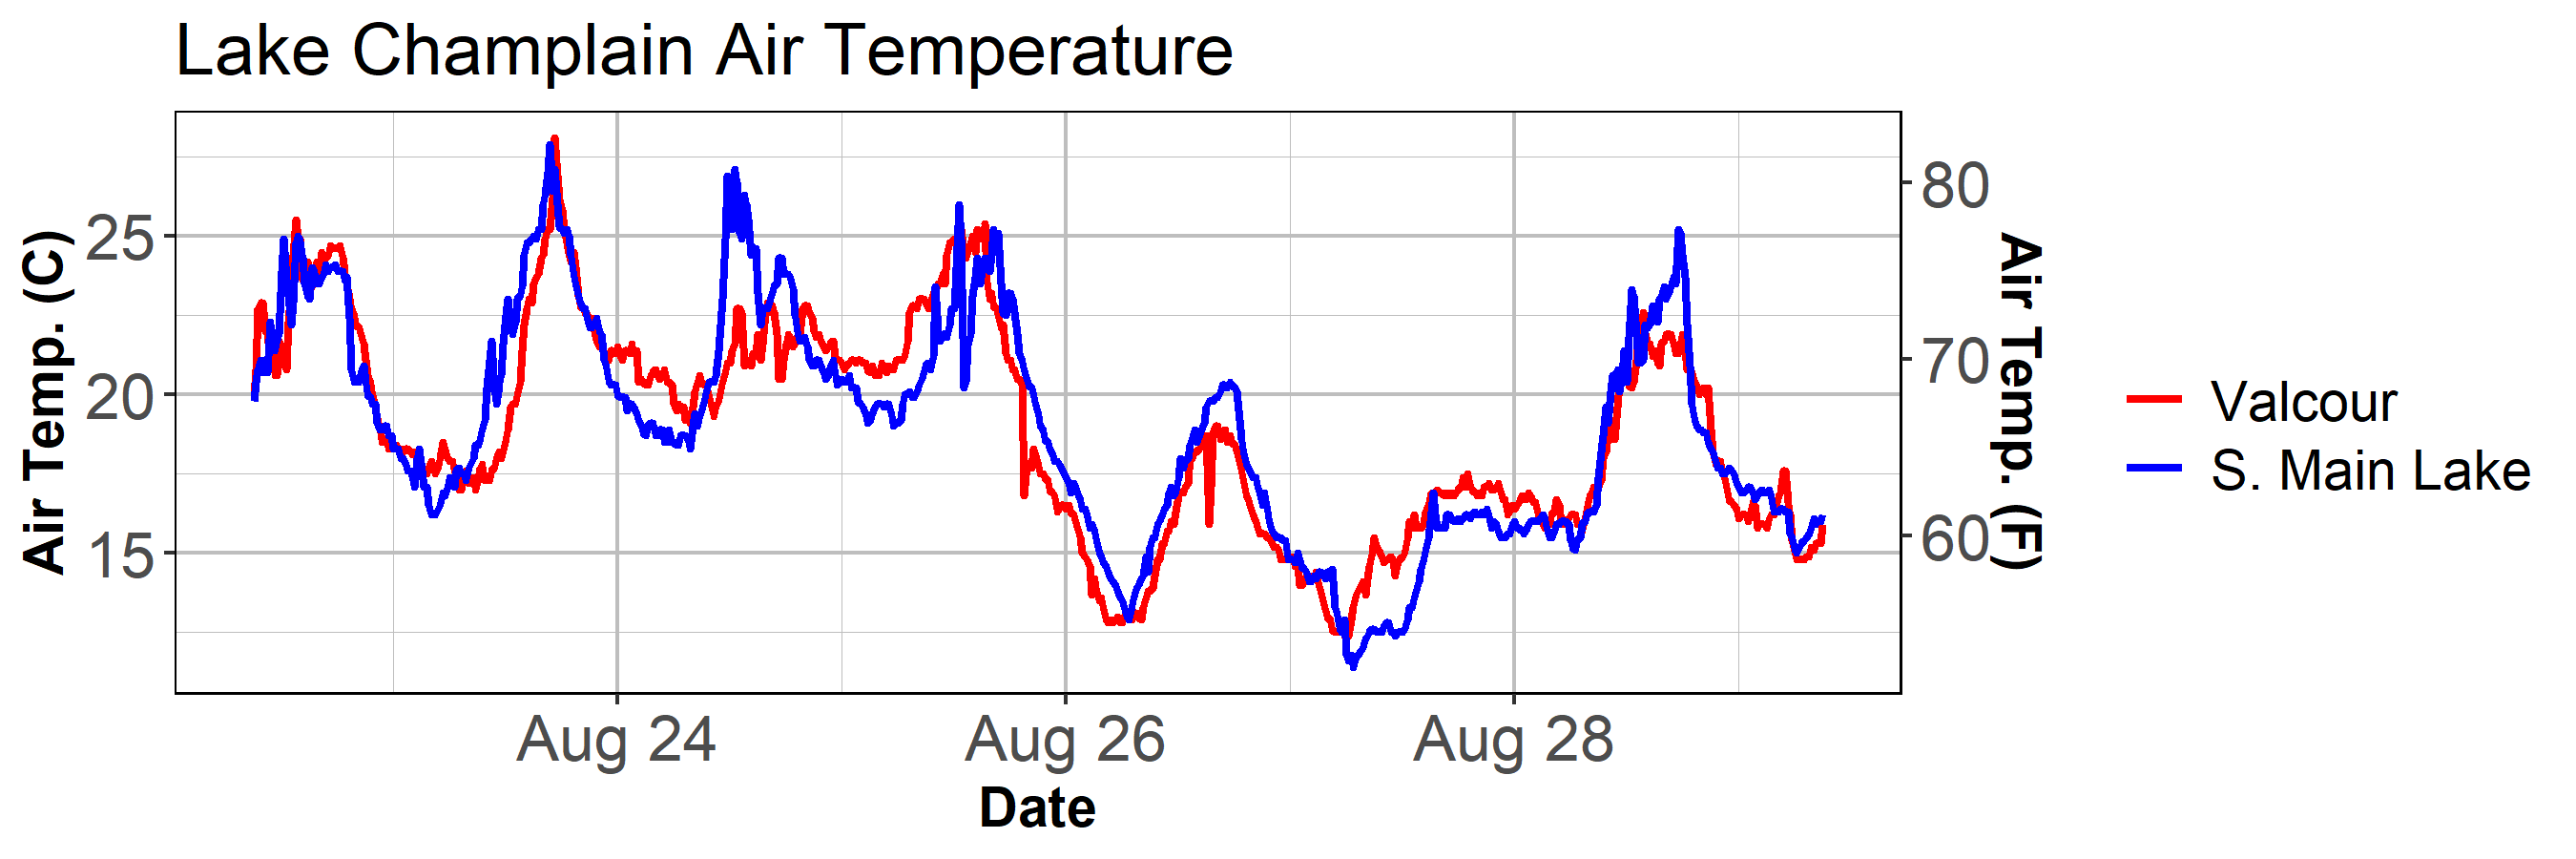 Lake Champlain Air Temperature
Air Temp. (C)
25
20
15
80
70
60
Air Temp. (F)
Aug 24
Aug 26
Aug 28
Date
Valcour
S. Main Lake